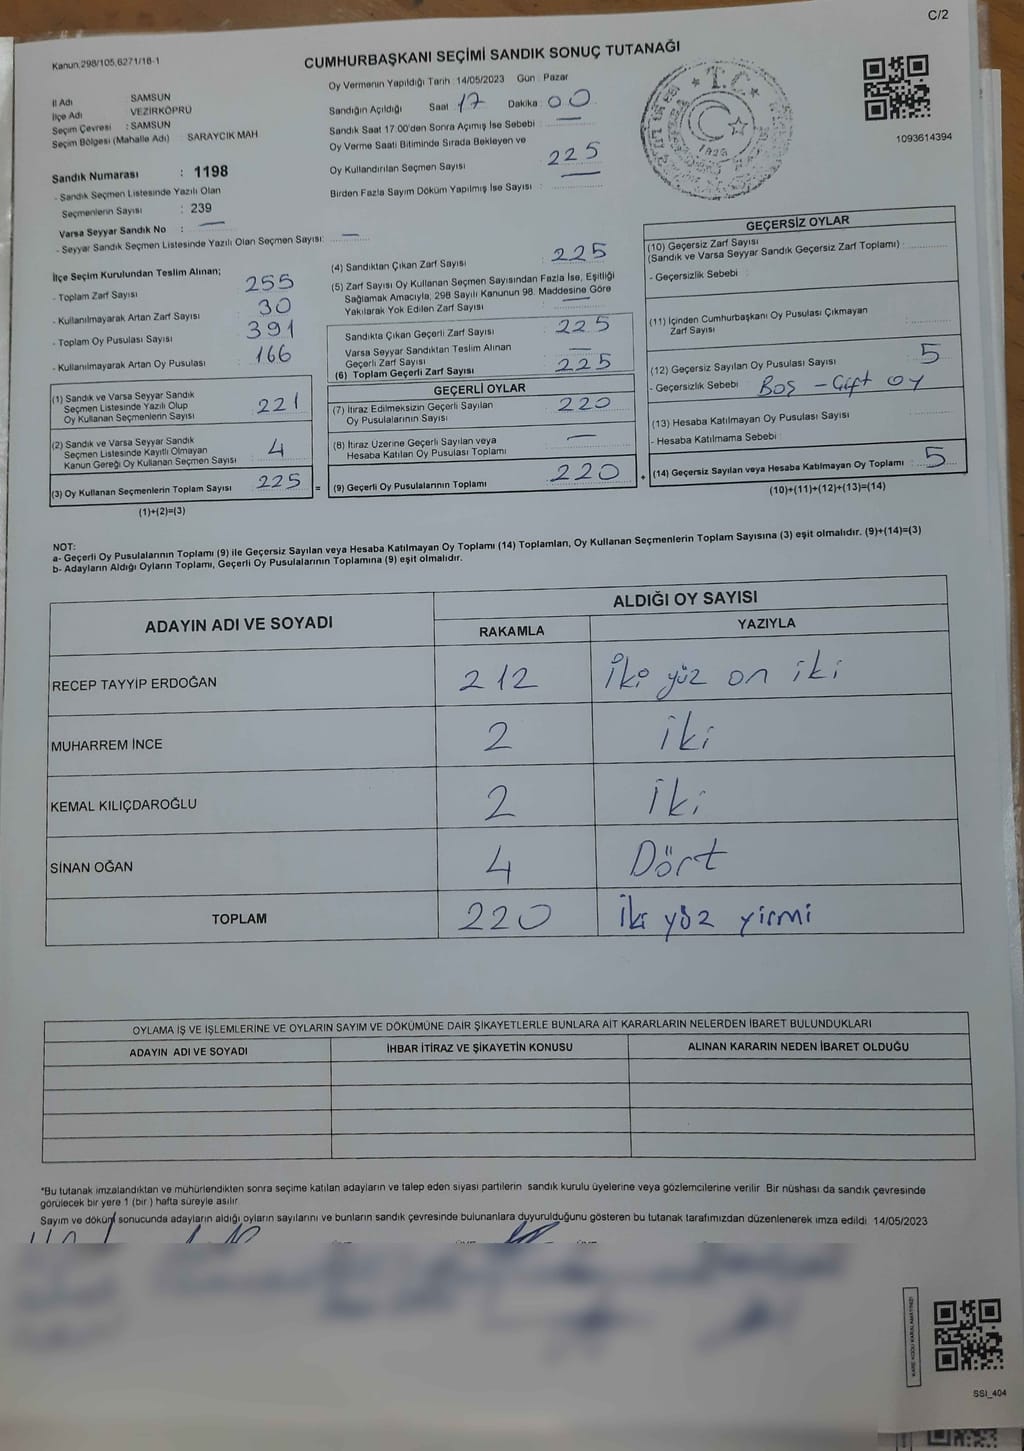 C/2
Kanun,298/105,6271/18-1
CUMHURBAŞKANI SEÇİMİ SANDIK SONUÇ TUTANAĞI
İl Adı SAMSUN
İlçe Adı VEZİRKÖPRÜ
Seçim Çevresi : SAMSUN
Seçim Bölgesi (Mahalle Adı) SARAYCIK MAH
Sandık Numarası : 1198
- Sandık Seçmen Listesinde Yazılı Olan
Seçmenlerin Sayısı : 239
Varsa Seyyar Sandık No : —
- Seyyar Sandık Seçmen Listesinde Yazılı Olan Seçmen Sayısı: —
Oy Vermenin Yapıldığı Tarih :14/05/2023 Gün : Pazar
Sandığın Açıldığı Saat 17 Dakika : 00
Sandık Saat 17.00'den Sonra Açılmış İse Sebebi : —
Oy Verme Saati Bitiminde Sırada Bekleyen ve
Oy Kullandırılan Seçmen Sayısı : 225
Birden Fazla Sayım Döküm Yapılmış İse Sayısı : —
T.C.
1923
1093614394
İlçe Seçim Kurulundan Teslim Alınan;
- Toplam Zarf Sayısı 255
- Kullanılmayarak Artan Zarf Sayısı 30
- Toplam Oy Pusulası Sayısı 391
- Kullanılmayarak Artan Oy Pusulası 166
(1) Sandık ve Varsa Seyyar Sandık
Seçmen Listesinde Yazılı Olup
Oy Kullanan Seçmenlerin Sayısı 221
(2) Sandık ve Varsa Seyyar Sandık
Seçmen Listesinde Kayıtlı Olmayan
Kanun Gereği Oy Kullanan Seçmen Sayısı 4
(3) Oy Kullanan Seçmenlerin Toplam Sayısı 225 =
(1)+(2)=(3)
(4) Sandıktan Çıkan Zarf Sayısı 225
(5) Zarf Sayısı Oy Kullanan Seçmen Sayısından Fazla İse, Eşitliği
Sağlamak Amacıyla, 298 Sayılı Kanunun 98. Maddesine Göre
Yakılarak Yok Edilen Zarf Sayısı —
Sandıkta Çıkan Geçerli Zarf Sayısı 225
Varsa Seyyar Sandıktan Teslim Alınan
Geçerli Zarf Sayısı —
(6) Toplam Geçerli Zarf Sayısı 225
GEÇERLİ OYLAR
(7) İtiraz Edilmeksizin Geçerli Sayılan
Oy Pusulalarının Sayısı 220
(8) İtiraz Üzerine Geçerli Sayılan veya
Hesaba Katılan Oy Pusulası Toplamı —
(9) Geçerli Oy Pusulalarının Toplamı 220 +
GEÇERSİZ OYLAR
(10) Geçersiz Zarf Sayısı
(Sandık ve Varsa Seyyar Sandık Geçersiz Zarf Toplamı) :
- Geçersizlik Sebebi :
(11) İçinden Cumhurbaşkanı Oy Pusulası Çıkmayan
Zarf Sayısı :
(12) Geçersiz Sayılan Oy Pusulası Sayısı 5
- Geçersizlik Sebebi Boş - Çift oy
(13) Hesaba Katılmayan Oy Pusulası Sayısı
- Hesaba Katılmama Sebebi :
(14) Geçersiz Sayılan veya Hesaba Katılmayan Oy Toplamı : 5
(10)+(11)+(12)+(13)=(14)
NOT:
a- Geçerli Oy Pusulalarının Toplamı (9) ile Geçersiz Sayılan veya Hesaba Katılmayan Oy Toplamı (14) Toplamları, Oy Kullanan Seçmenlerin Toplam Sayısına (3) eşit olmalıdır. (9)+(14)=(3)
b- Adayların Aldığı Oyların Toplamı, Geçerli Oy Pusulalarının Toplamına (9) eşit olmalıdır.
ADAYIN ADI VE SOYADI ALDIĞI OY SAYISI
RAKAMLA YAZIYLA
RECEP TAYYİP ERDOĞAN 212 İki yüz on iki
MUHARREM İNCE 2 iki
KEMAL KILIÇDAROĞLU 2 İki
SİNAN OĞAN 4 Dört
TOPLAM 220 İki yüz yirmi
OYLAMA İŞ VE İŞLEMLERİNE VE OYLARIN SAYIM VE DÖKÜMÜNE DAİR ŞİKAYETLERLE BUNLARA AİT KARARLARIN NELERDEN İBARET BULUNDUKLARI
ADAYIN ADI VE SOYADI İHBAR İTİRAZ VE ŞİKAYETİN KONUSU ALINAN KARARIN NEDEN İBARET OLDUĞU
*Bu tutanak imzalandıktan ve mühürlendikten sonra seçime katılan adayların ve talep eden siyasi partilerin sandık kurulu üyelerine veya gözlemcilerine verilir. Bir nüshası da sandık çevresinde
görülecek bir yere 1 (bir ) hafta süreyle asılır.
Sayım ve döküm sonucunda adayların aldığı oyların sayılarını ve bunların sandık çevresinde bulunanlara duyurulduğunu gösteren bu tutanak tarafımızdan düzenlenerek imza edildi. 14/05/2023
SSI_404